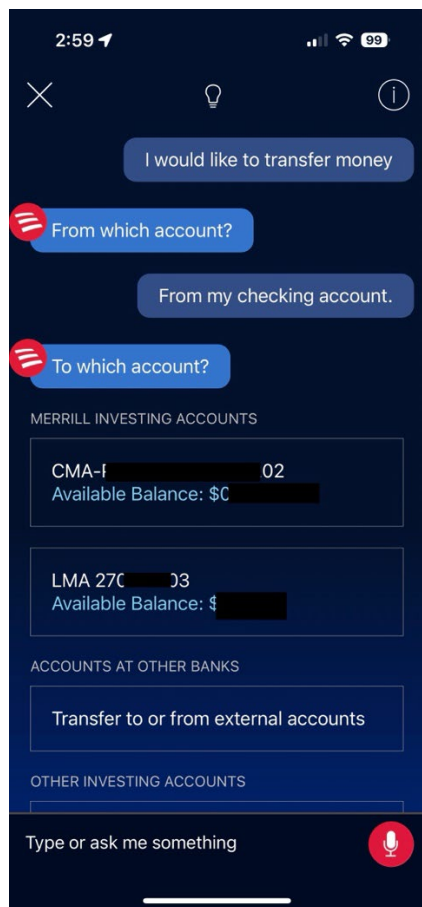 2:59
99
I would like to transfer money
From which account?
From my checking account.
To which account?
MERRILL INVESTING ACCOUNTS
CMA- 02
Available Balance: $
LMA 270 03
Available Balance: $
ACCOUNTS AT OTHER BANKS
Transfer to or from external accounts
OTHER INVESTING ACCOUNTS
Type or ask me something